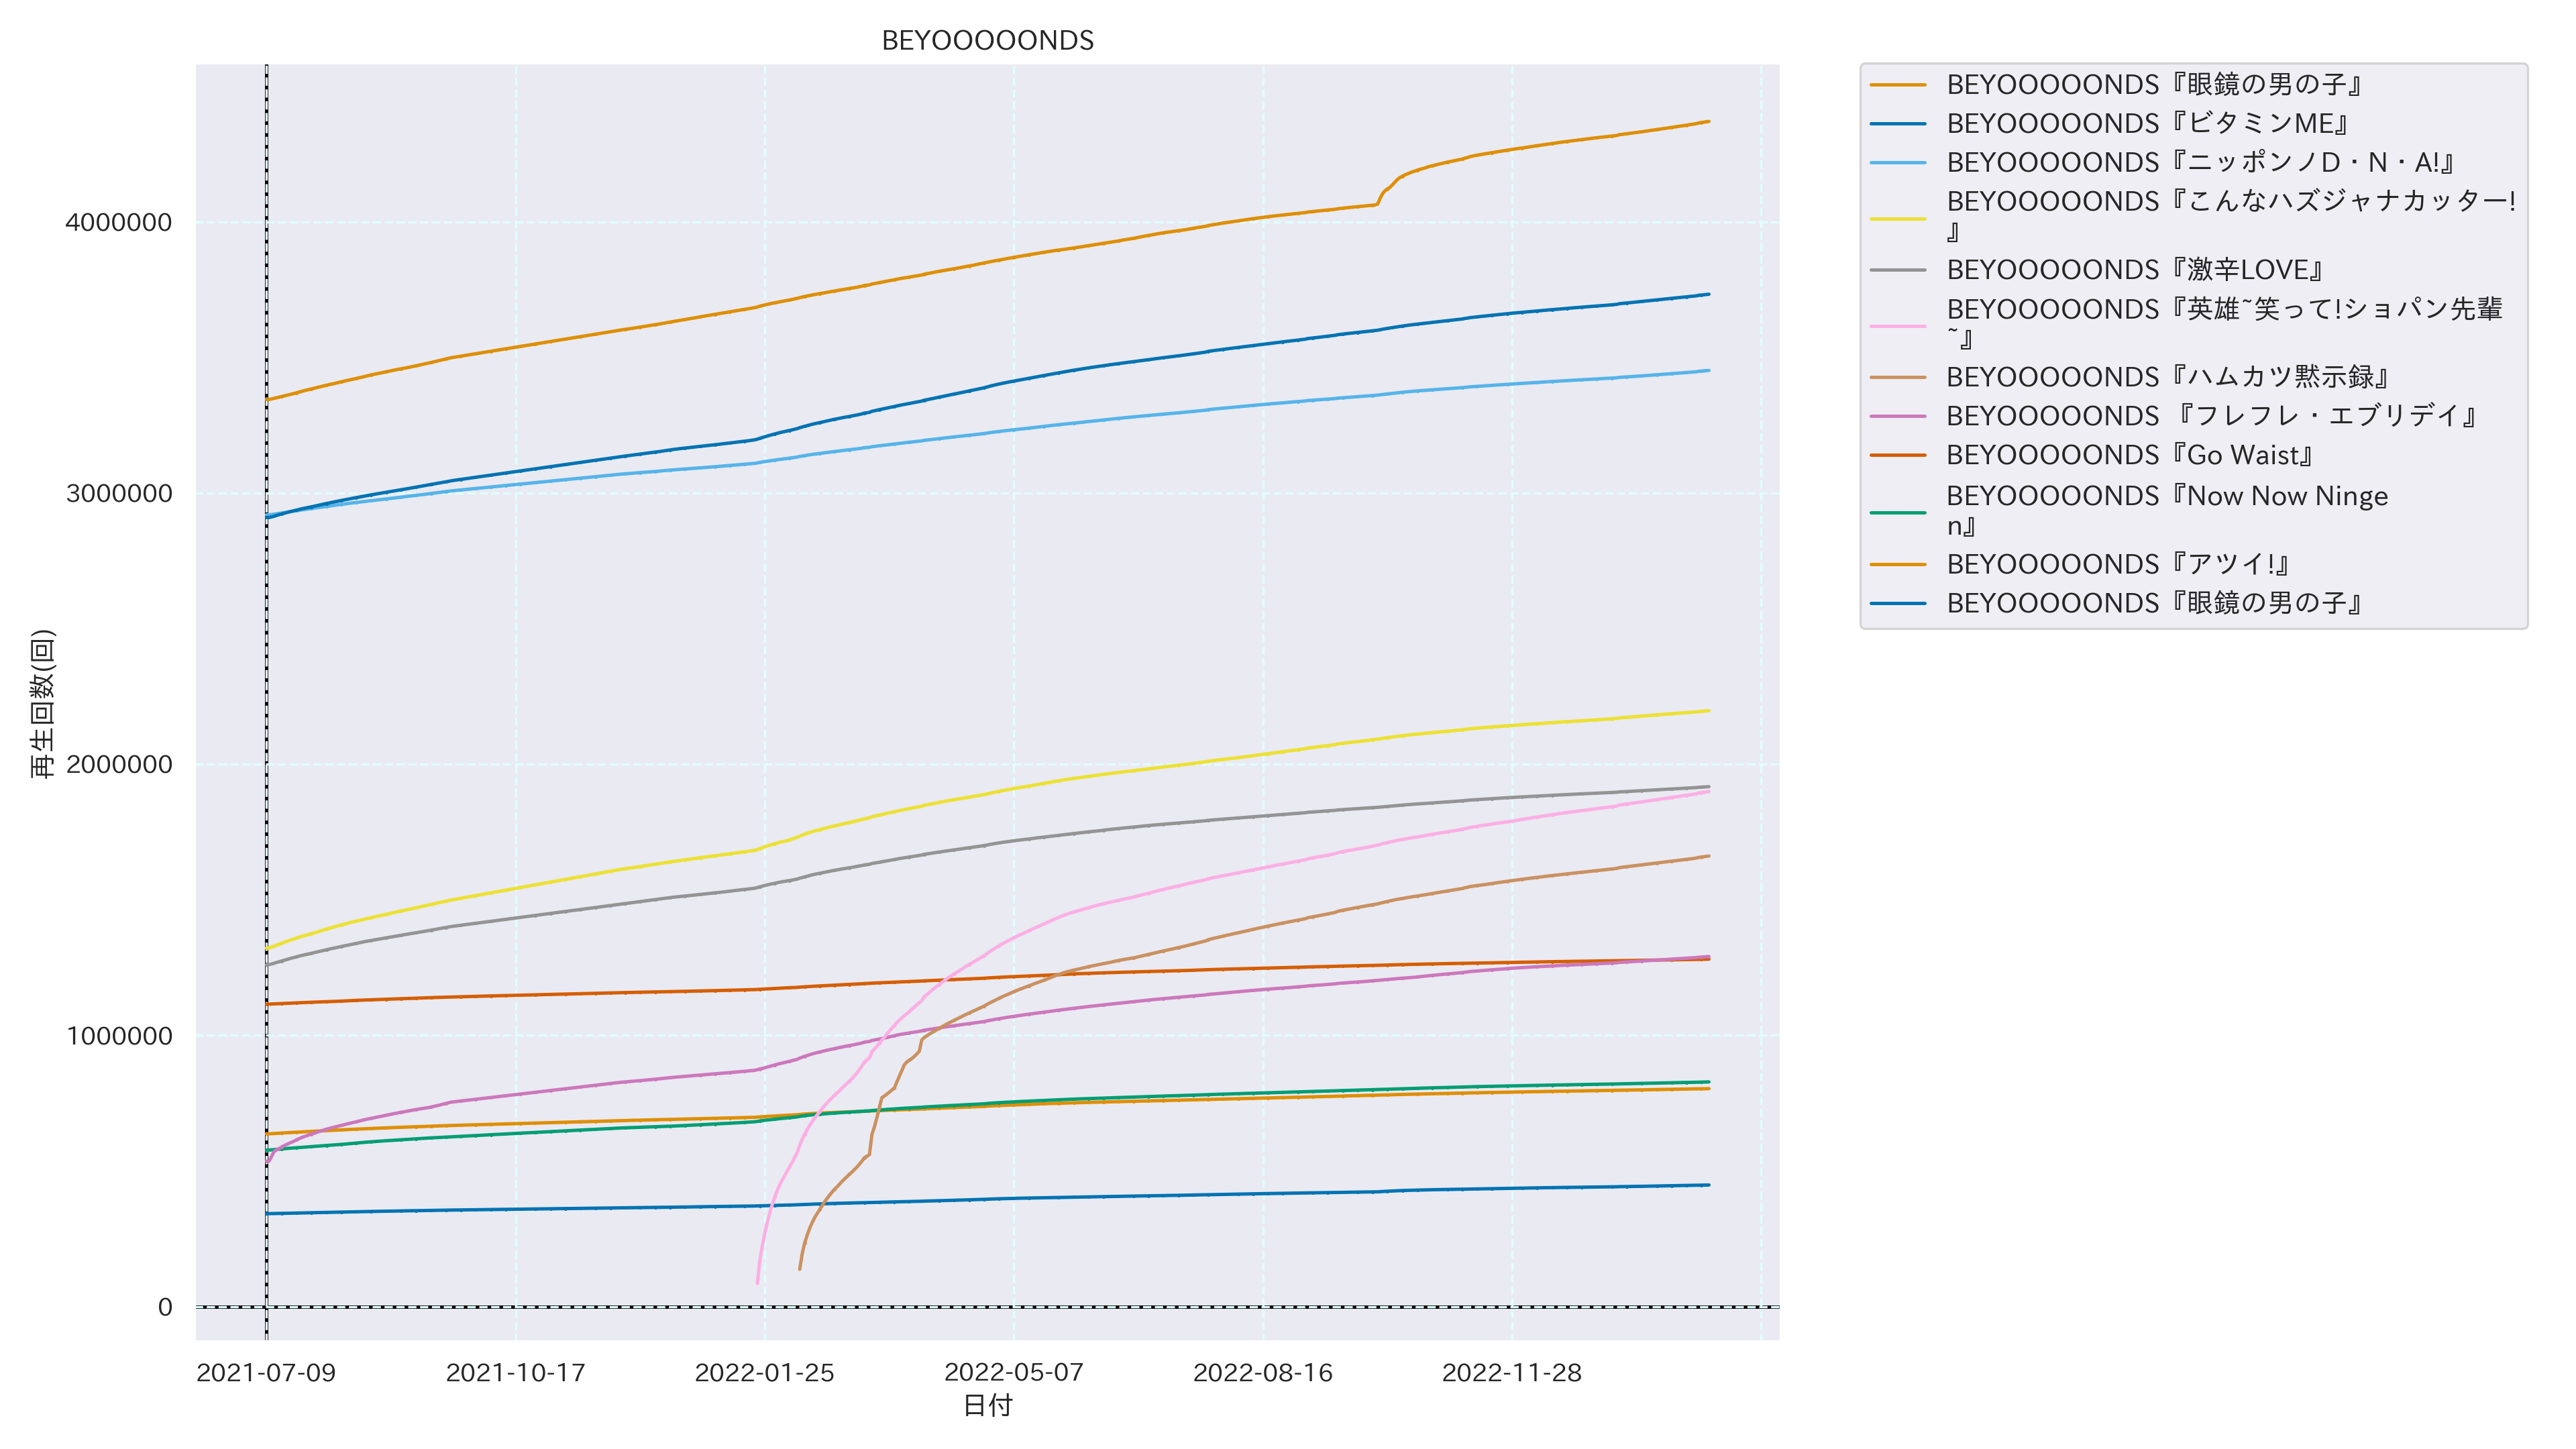 BEYOOOOONDS
再生回数(回)
4000000
3000000
2000000
1000000
0
2021-07-09
2021-10-17
2022-01-25
2022-05-07
2022-08-16
2022-11-28
日付
BEYOOOOONDS『眼鏡の男の子』
BEYOOOOONDS『ビタミンME』
BEYOOOOONDS『ニッポンノD・N・A!』
BEYOOOOONDS『こんなハズジャナカッター!
』
BEYOOOOONDS『激辛LOVE』
BEYOOOOONDS『英雄~笑って!ショパン先輩
~』
BEYOOOOONDS『ハムカツ黙示録』
BEYOOOOONDS 『フレフレ・エブリデイ』
BEYOOOOONDS『Go Waist』
BEYOOOOONDS『Now Now Ninge
n』
BEYOOOOONDS『アツイ!』
BEYOOOOONDS『眼鏡の男の子』